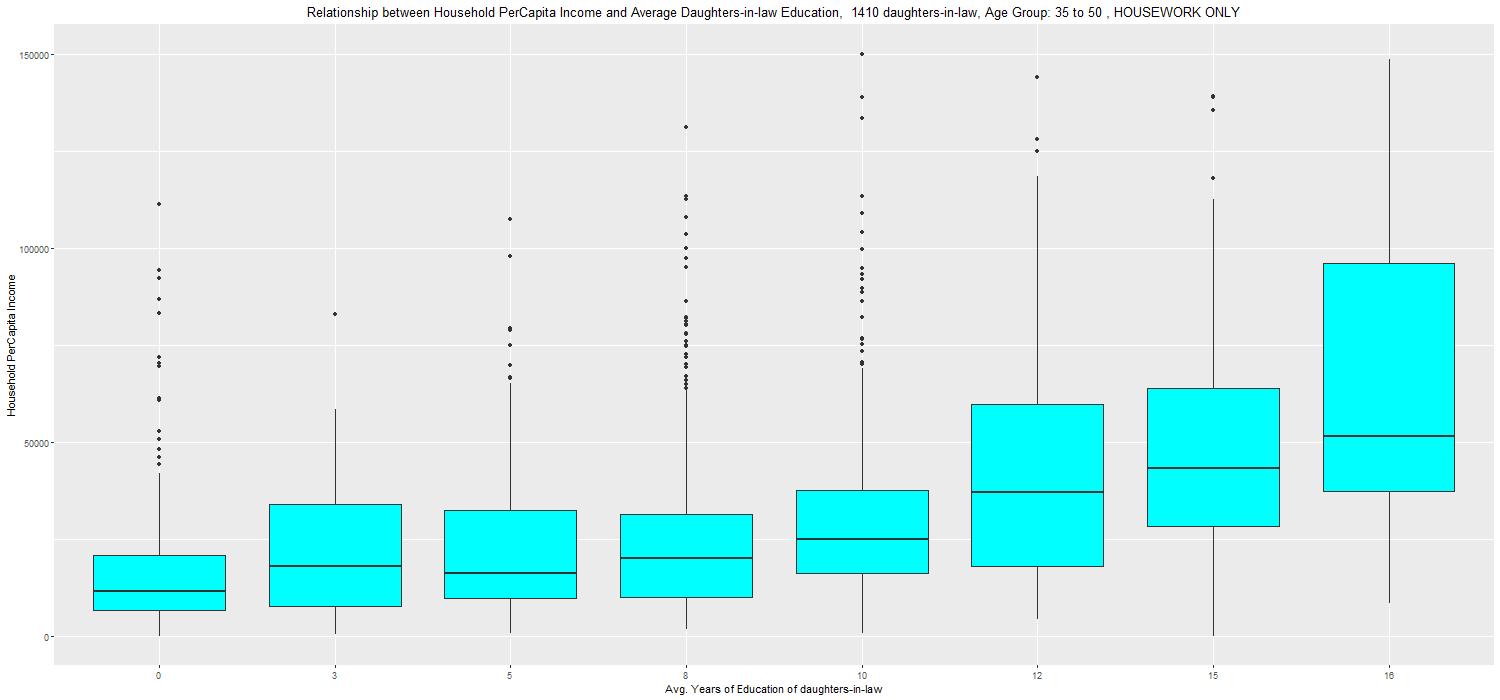 Relationship between Household PerCapita Income and Average Daughters-in-law Education,  1410 daughters-in-law, Age Group: 35 to 50 , HOUSEWORK ONLY
150000
100000
50000
0
Household PerCapita Income
0 3 5 8 10 12 15 16
Avg. Years of Education of daughters-in-law